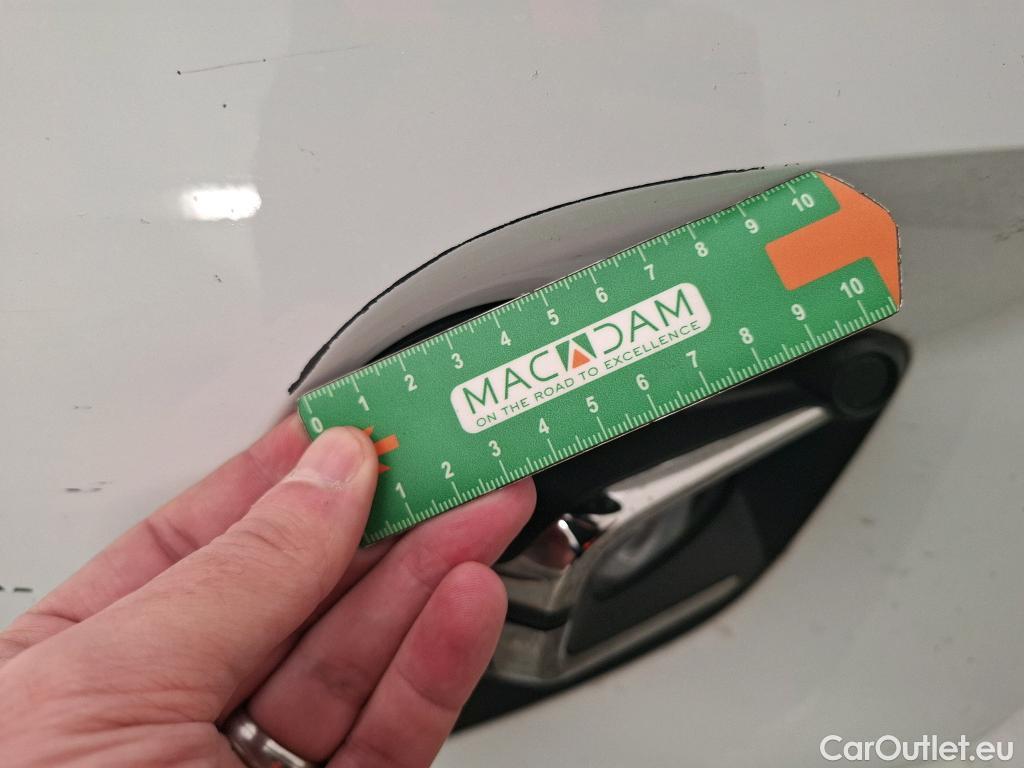 0 1 2 3 4 5 6 7 8 9 10
MACADAM
ON THE ROAD TO EXCELLENCE
1 2 3 4 5 6 7 8 9 10
CarOutlet.eu